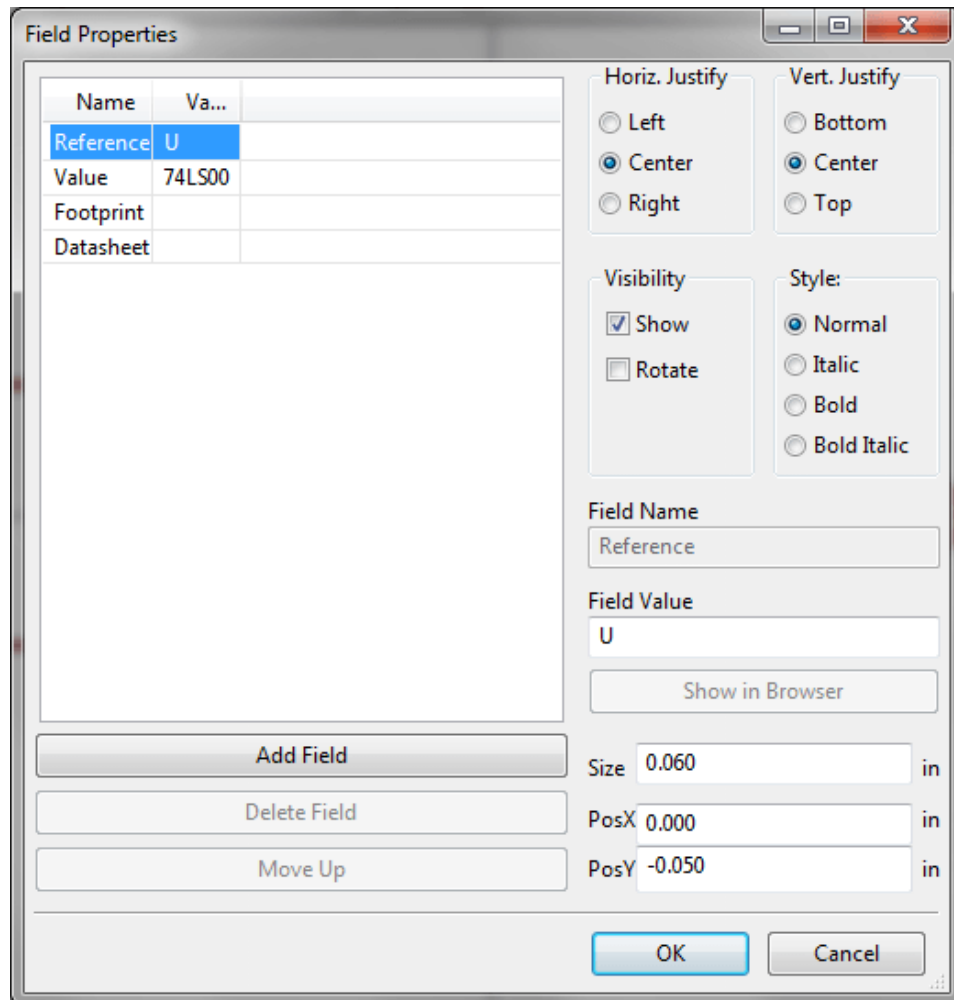 Field Properties
Name Va...
Reference U
Value 74LS00
Footprint
Datasheet
Horiz. Justify
Left
Center
Right
Vert. Justify
Bottom
Center
Top
Visibility
Show
Rotate
Style:
Normal
Italic
Bold
Bold Italic
Field Name
Reference
Field Value
U
Show in Browser
Add Field
Delete Field
Move Up
Size 0.060 in
PosX 0.000 in
PosY -0.050 in
OK Cancel